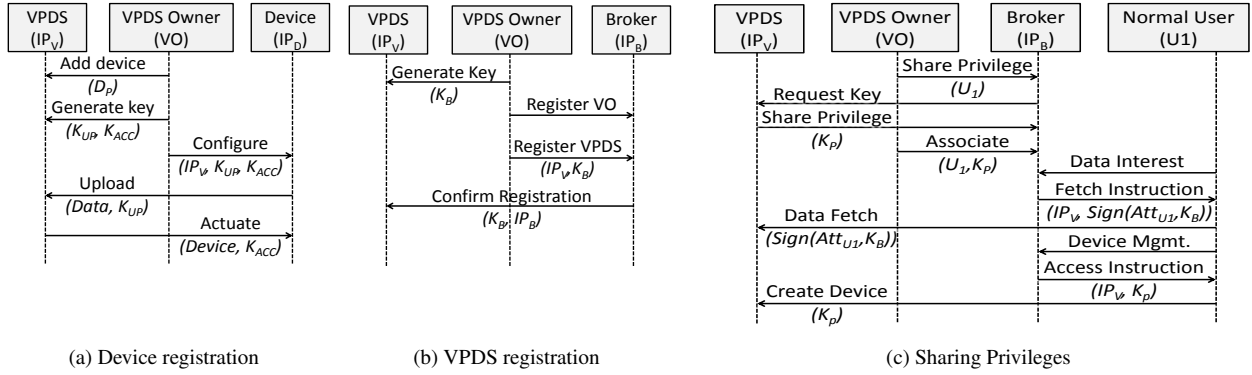 VPDS
(IP_V)
VPDS Owner
(VO)
Device
(IP_D)
Add device
(D_P)
Generate key
(K_UP, K_ACC)
Configure
(IP_V, K_UP, K_ACC)
Upload
(Data, K_UP)
Actuate
(Device, K_ACC)
(a) Device registration
VPDS
(IP_V)
VPDS Owner
(VO)
Broker
(IP_B)
Generate Key
(K_B)
Register VO
Register VPDS
(IP_V, K_B)
Confirm Registration
(K_B, IP_B)
(b) VPDS registration
VPDS
(IP_V)
VPDS Owner
(VO)
Broker
(IP_B)
Normal User
(U1)
Share Privilege
(U_1)
Request Key
Share Privilege
(K_P)
Associate
(U_1,K_P)
Data Interest
Fetch Instruction
(IP_V, Sign(Att_U1,K_B))
Data Fetch
(Sign(Att_U1,K_B))
Device Mgmt.
Access Instruction
(IP_V, K_p)
Create Device
(K_p)
(c) Sharing Privileges